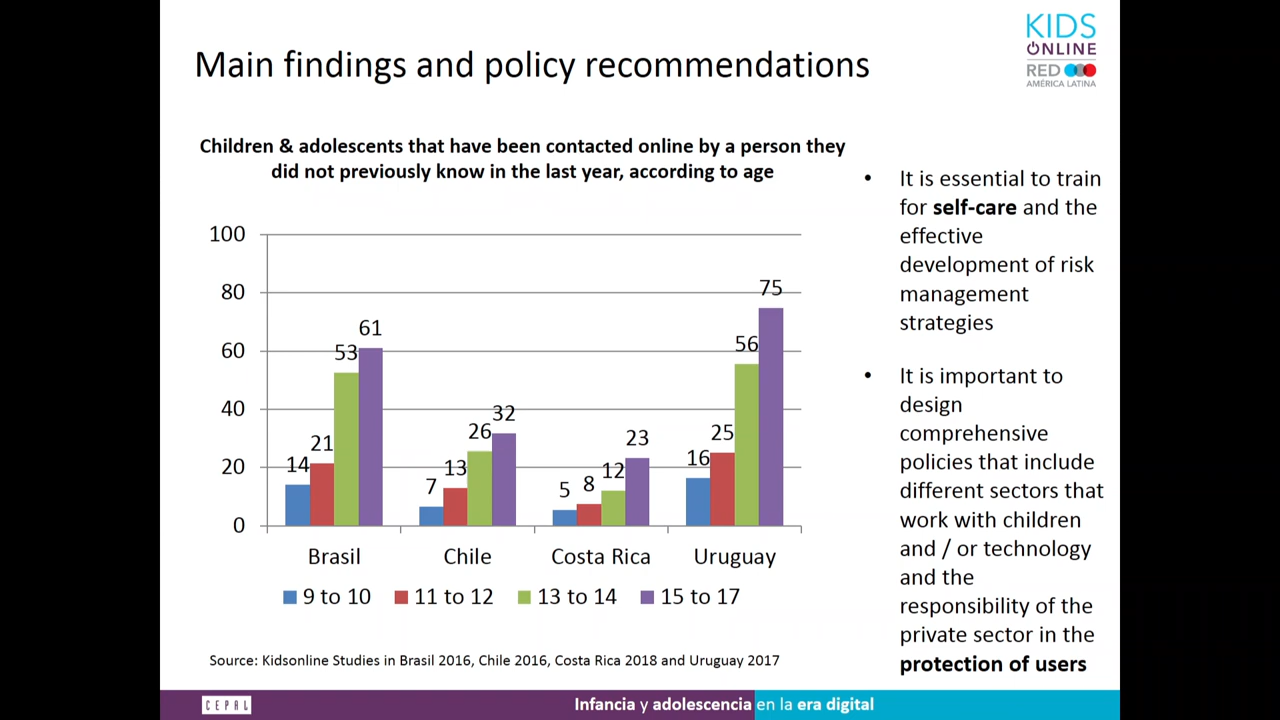 Main findings and policy recommendations
KIDS
ONLINE
RED
AMÉRICA LATINA
Children & adolescents that have been contacted online by a person they
did not previously know in the last year, according to age
100
80
60
40
20
0
14
21
53
61
7
13
26
32
5
8
12
23
16
25
56
75
Brasil Chile Costa Rica Uruguay
9 to 10 11 to 12 13 to 14 15 to 17
Source: Kidsonline Studies in Brasil 2016, Chile 2016, Costa Rica 2018 and Uruguay 2017
• It is essential to train
for self-care and the
effective
development of risk
management
strategies
• It is important to
design
comprehensive
policies that include
different sectors that
work with children
and / or technology
and the
responsibility of the
private sector in the
protection of users
CEPAL
Infancia y adolescencia en la era digital